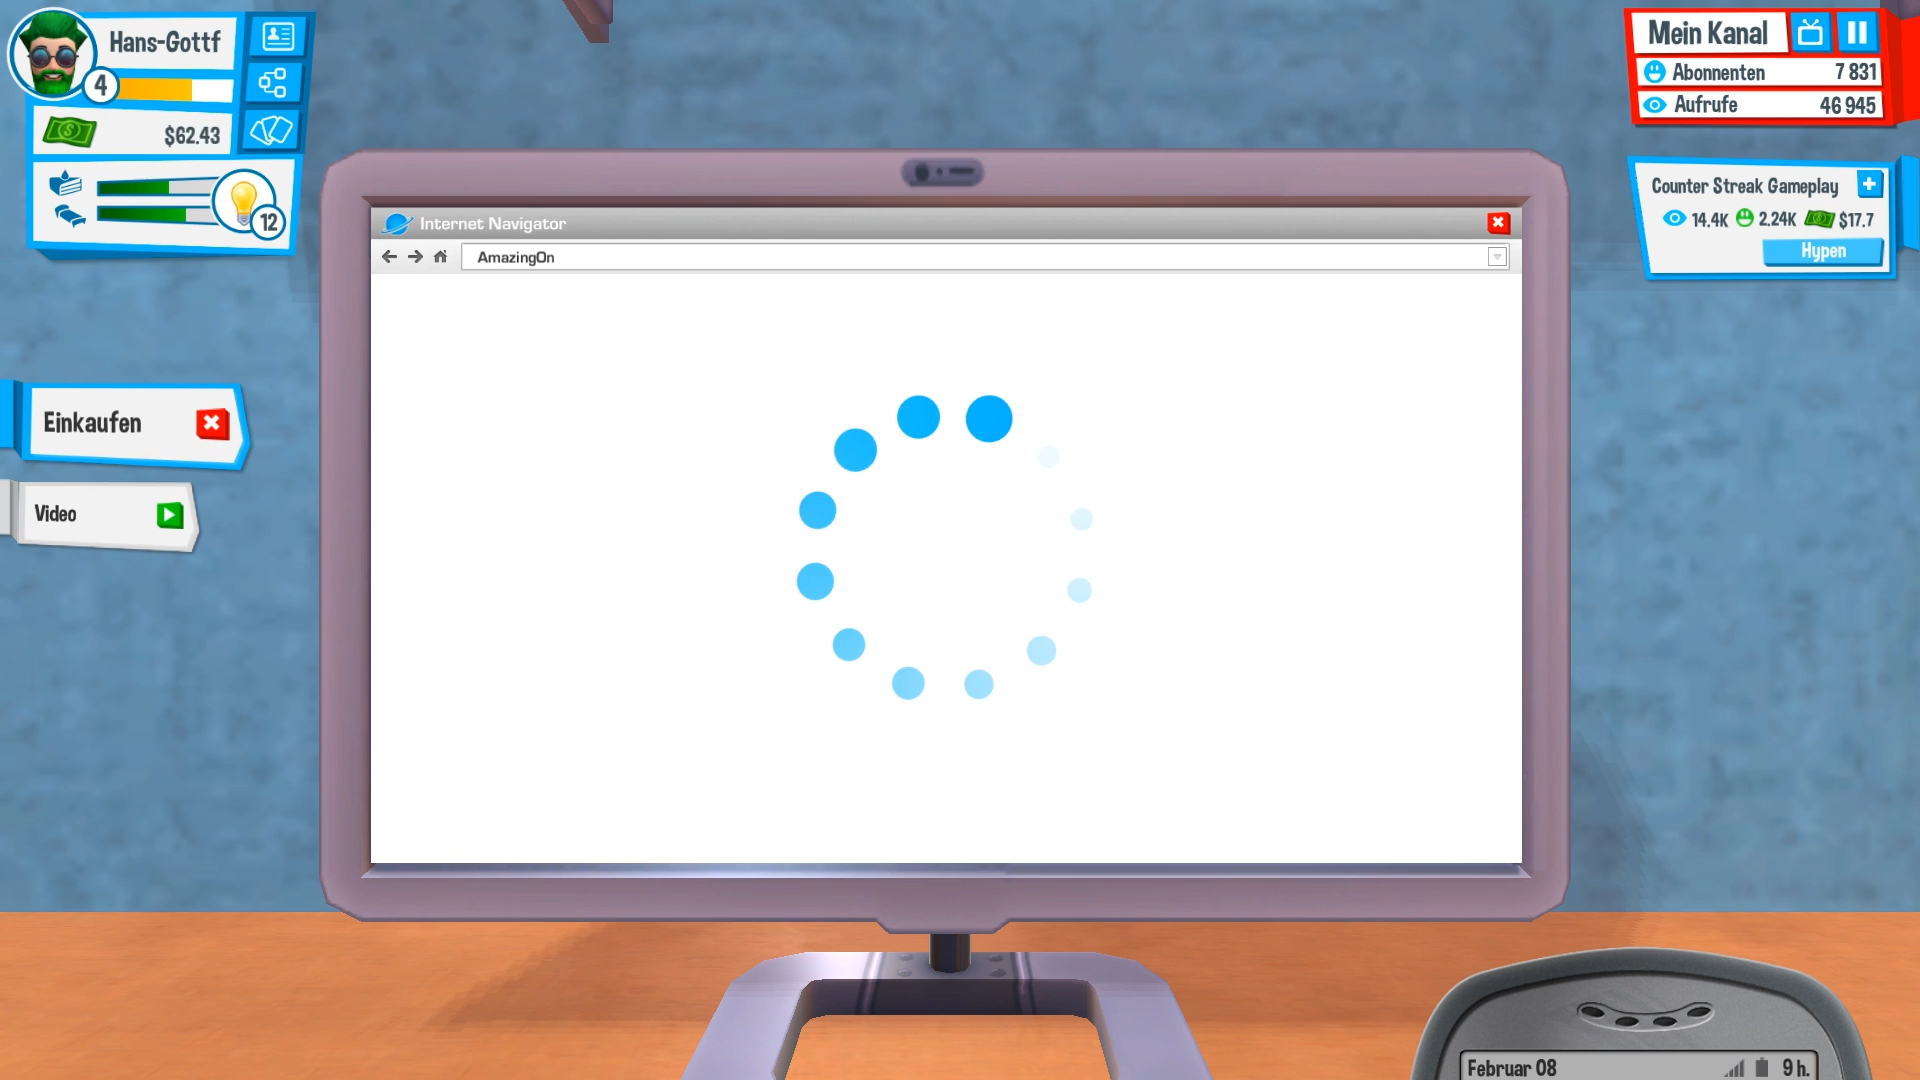 Hans-Gottf
4
$62.43
12
Einkaufen
Video
Internet Navigator
AmazingOn
Mein Kanal
Abonnenten 7 831
Aufrufe 46 945
Counter Streak Gameplay
14.4K 2.24K $17.7
Hypen
Februar 08 9 h.